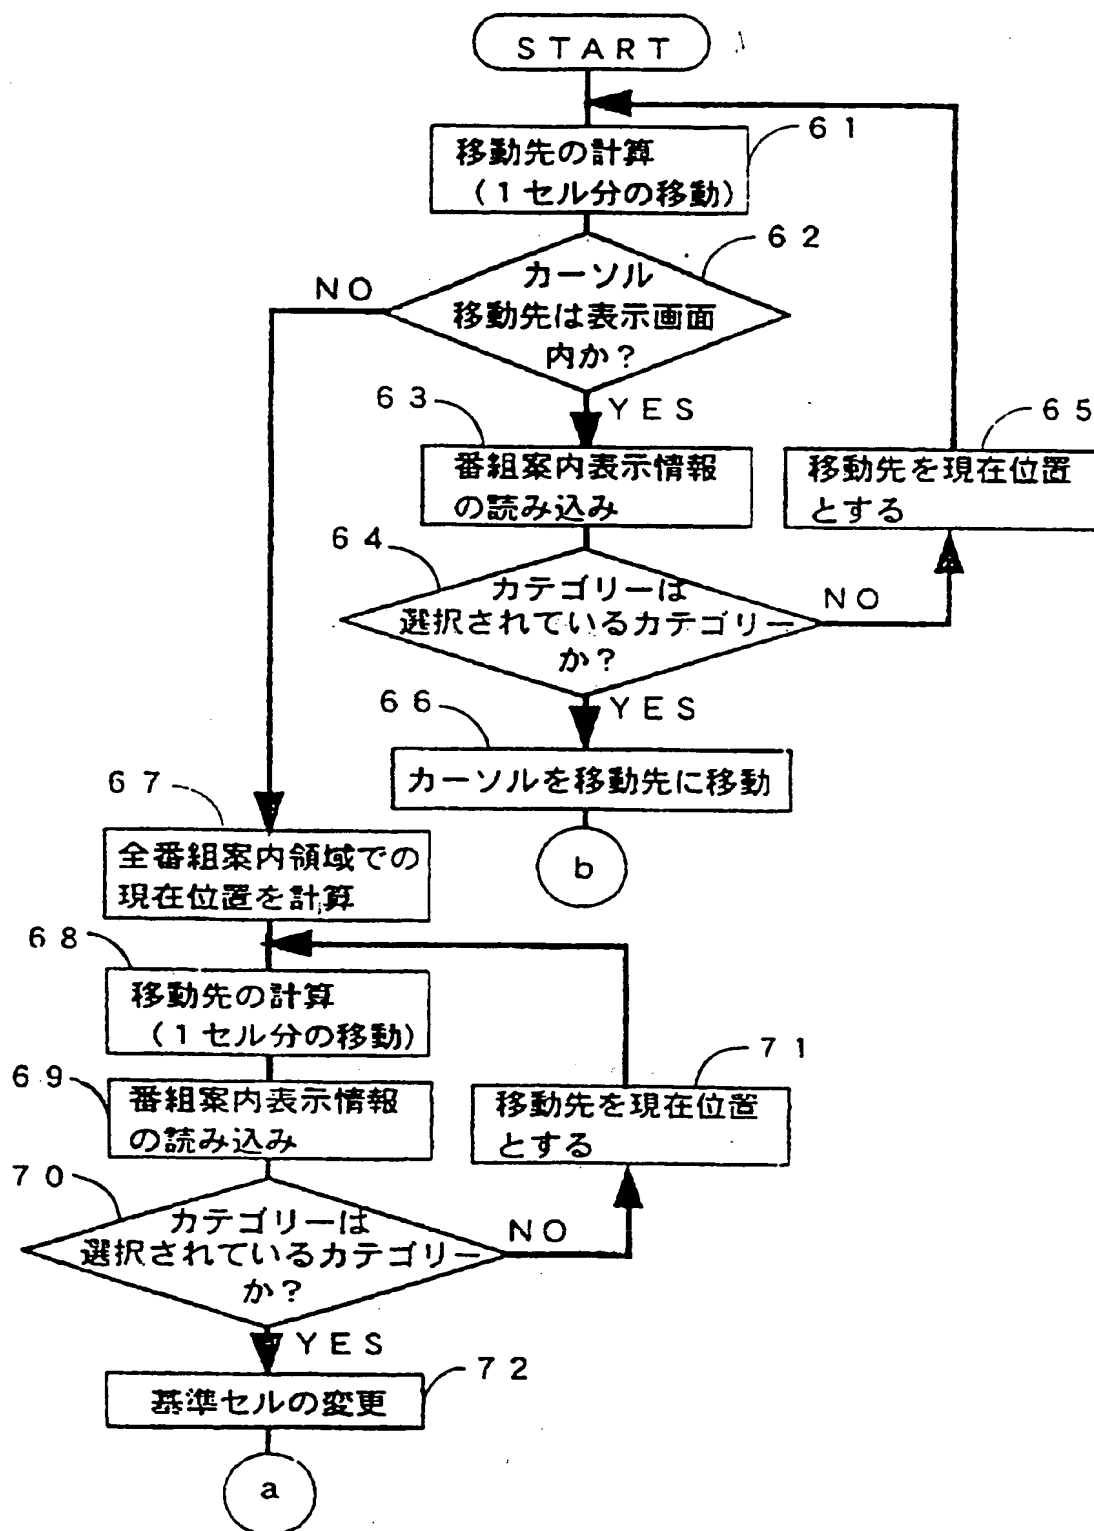 START
61
移動先の計算
(1セル分の移動)
62
カーソル
移動先は表示画面
内か?
NO
YES
63
番組案内表示情報
の読み込み
65
移動先を現在位置
とする
64
カテゴリーは
選択されているカテゴリー
か?
NO
YES
66
カーソルを移動先に移動
b
67
全番組案内領域での
現在位置を計算
68
移動先の計算
(1セル分の移動)
69
番組案内表示情報
の読み込み
71
移動先を現在位置
とする
70
カテゴリーは
選択されているカテゴリー
か?
NO
YES
72
基準セルの変更
a